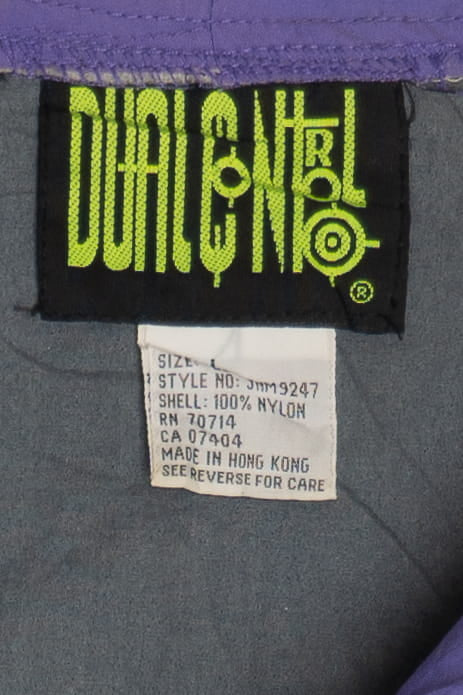 DUAL CONTROL
®
SIZE: L
STYLE NO: JHM9247
SHELL: 100% NYLON
RN 70714
CA 07404
MADE IN HONG KONG
SEE REVERSE FOR CARE